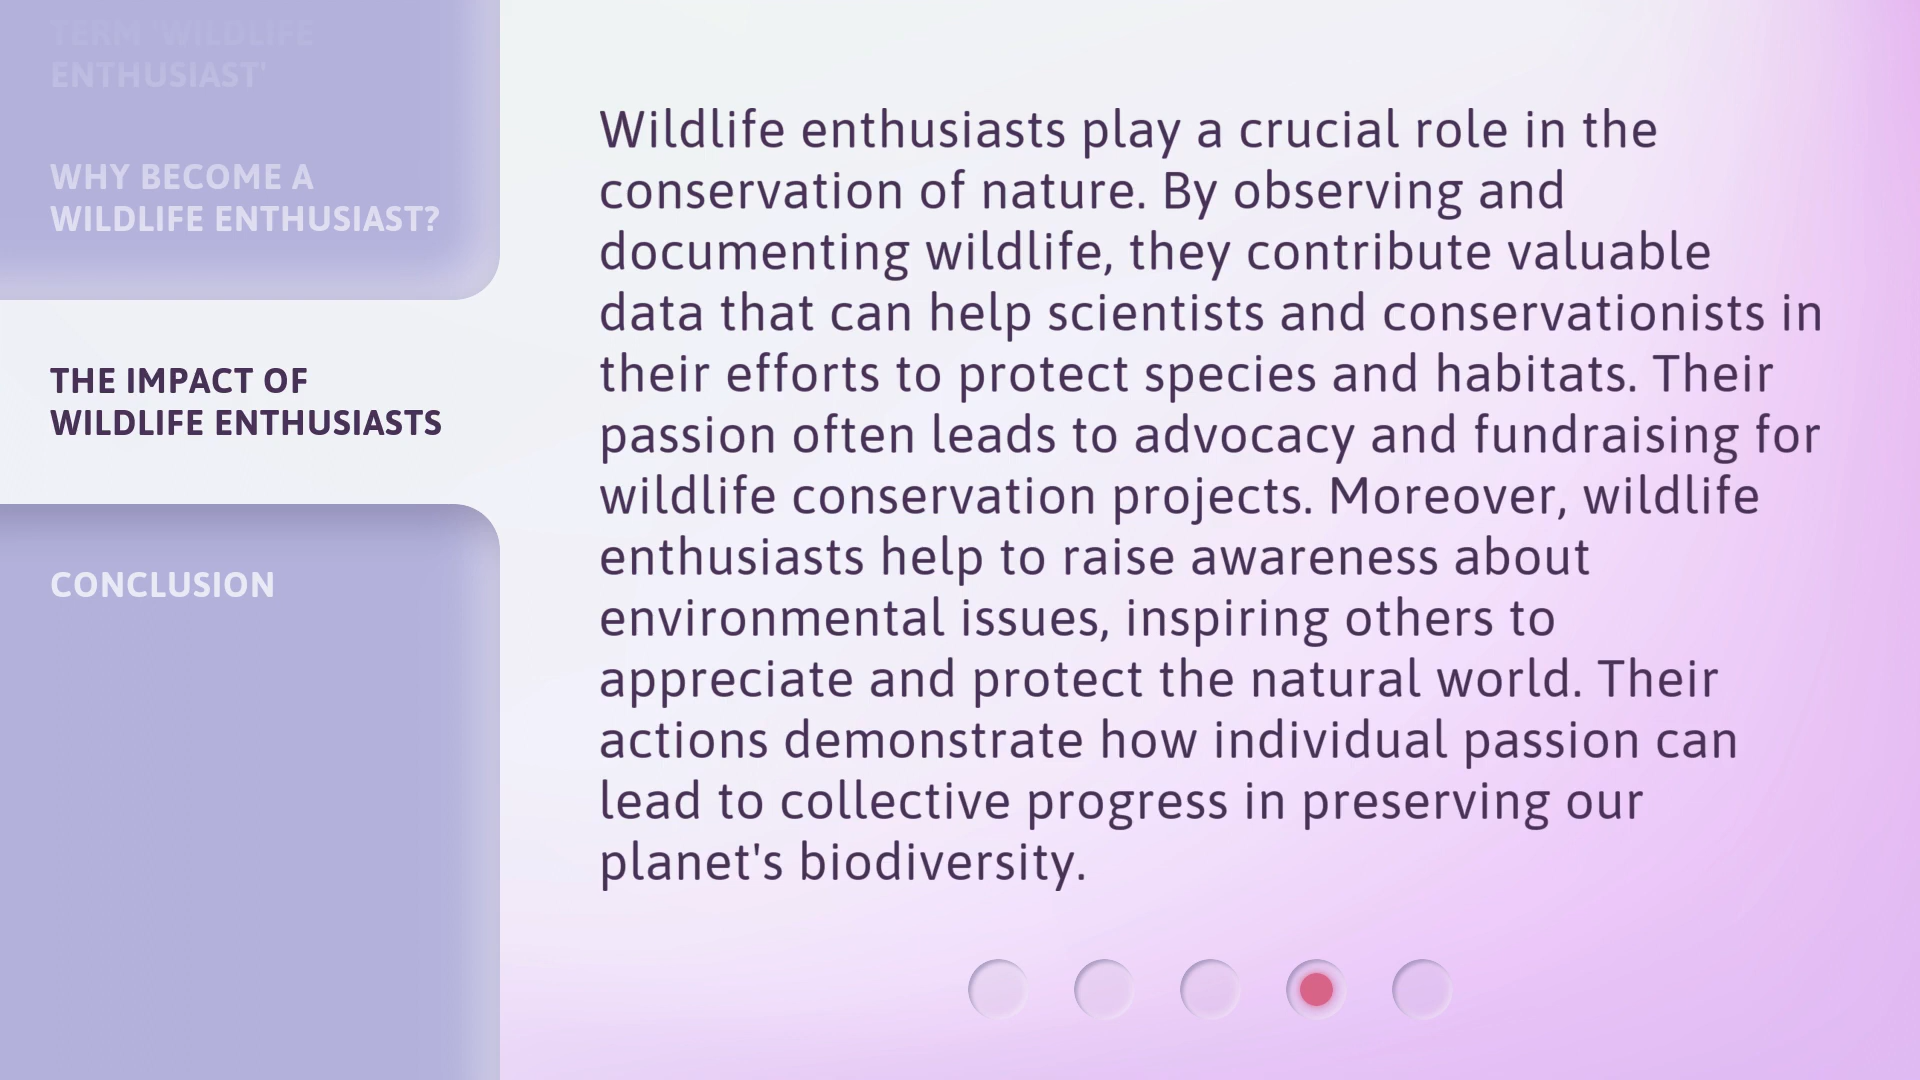 TERM 'WILDLIFE
ENTHUSIAST'
WHY BECOME A
WILDLIFE ENTHUSIAST?
THE IMPACT OF
WILDLIFE ENTHUSIASTS
CONCLUSION
Wildlife enthusiasts play a crucial role in the
conservation of nature. By observing and
documenting wildlife, they contribute valuable
data that can help scientists and conservationists in
their efforts to protect species and habitats. Their
passion often leads to advocacy and fundraising for
wildlife conservation projects. Moreover, wildlife
enthusiasts help to raise awareness about
environmental issues, inspiring others to
appreciate and protect the natural world. Their
actions demonstrate how individual passion can
lead to collective progress in preserving our
planet's biodiversity.